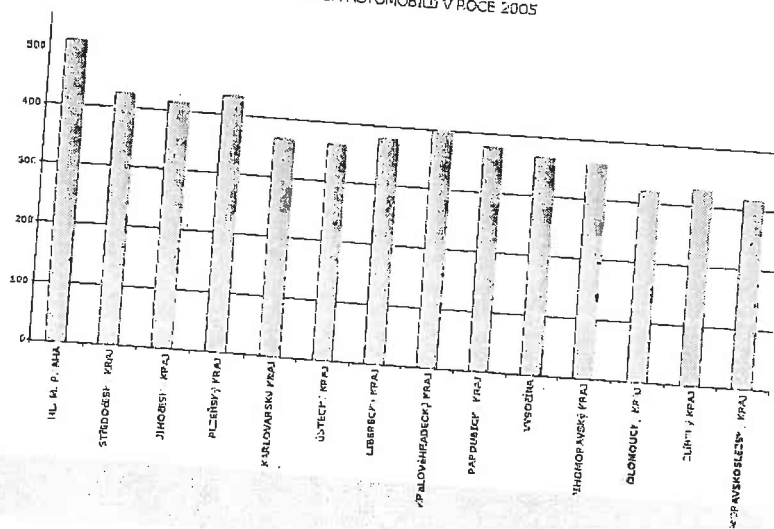 AUTOMOBILŮ V ROCE 2005
500
400
300
200
100
0
HL. M. PRAHA
STŘEDOČESKÝ KRAJ
JIHOČESKÝ KRAJ
PLZEŇSKÝ KRAJ
KARLOVARSKÝ KRAJ
ÚSTECKÝ KRAJ
LIBERECKÝ KRAJ
KRÁLOVÉHRADECKÝ KRAJ
PARDUBICKÝ KRAJ
VYSOČINA
JIHOMORAVSKÝ KRAJ
OLOMOUCKÝ KRAJ
ZLÍNSKÝ KRAJ
MORAVSKOSLEZSKÝ KRAJ